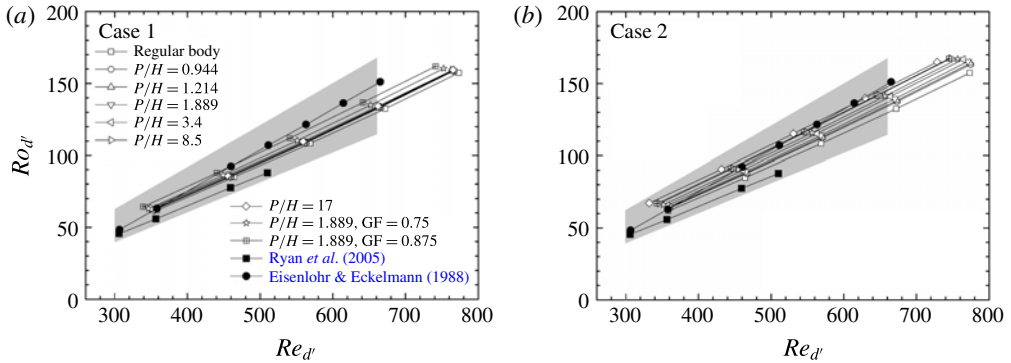 (a)
200
150
100
50
0
Ro_d′
Case 1
Regular body
P/H = 0.944
P/H = 1.214
P/H = 1.889
P/H = 3.4
P/H = 8.5
P/H = 17
P/H = 1.889, GF = 0.75
P/H = 1.889, GF = 0.875
Ryan et al. (2005)
Eisenlohr & Eckelmann (1988)
300 400 500 600 700 800
Re_d′
(b)
200
150
100
50
0
Case 2
300 400 500 600 700 800
Re_d′